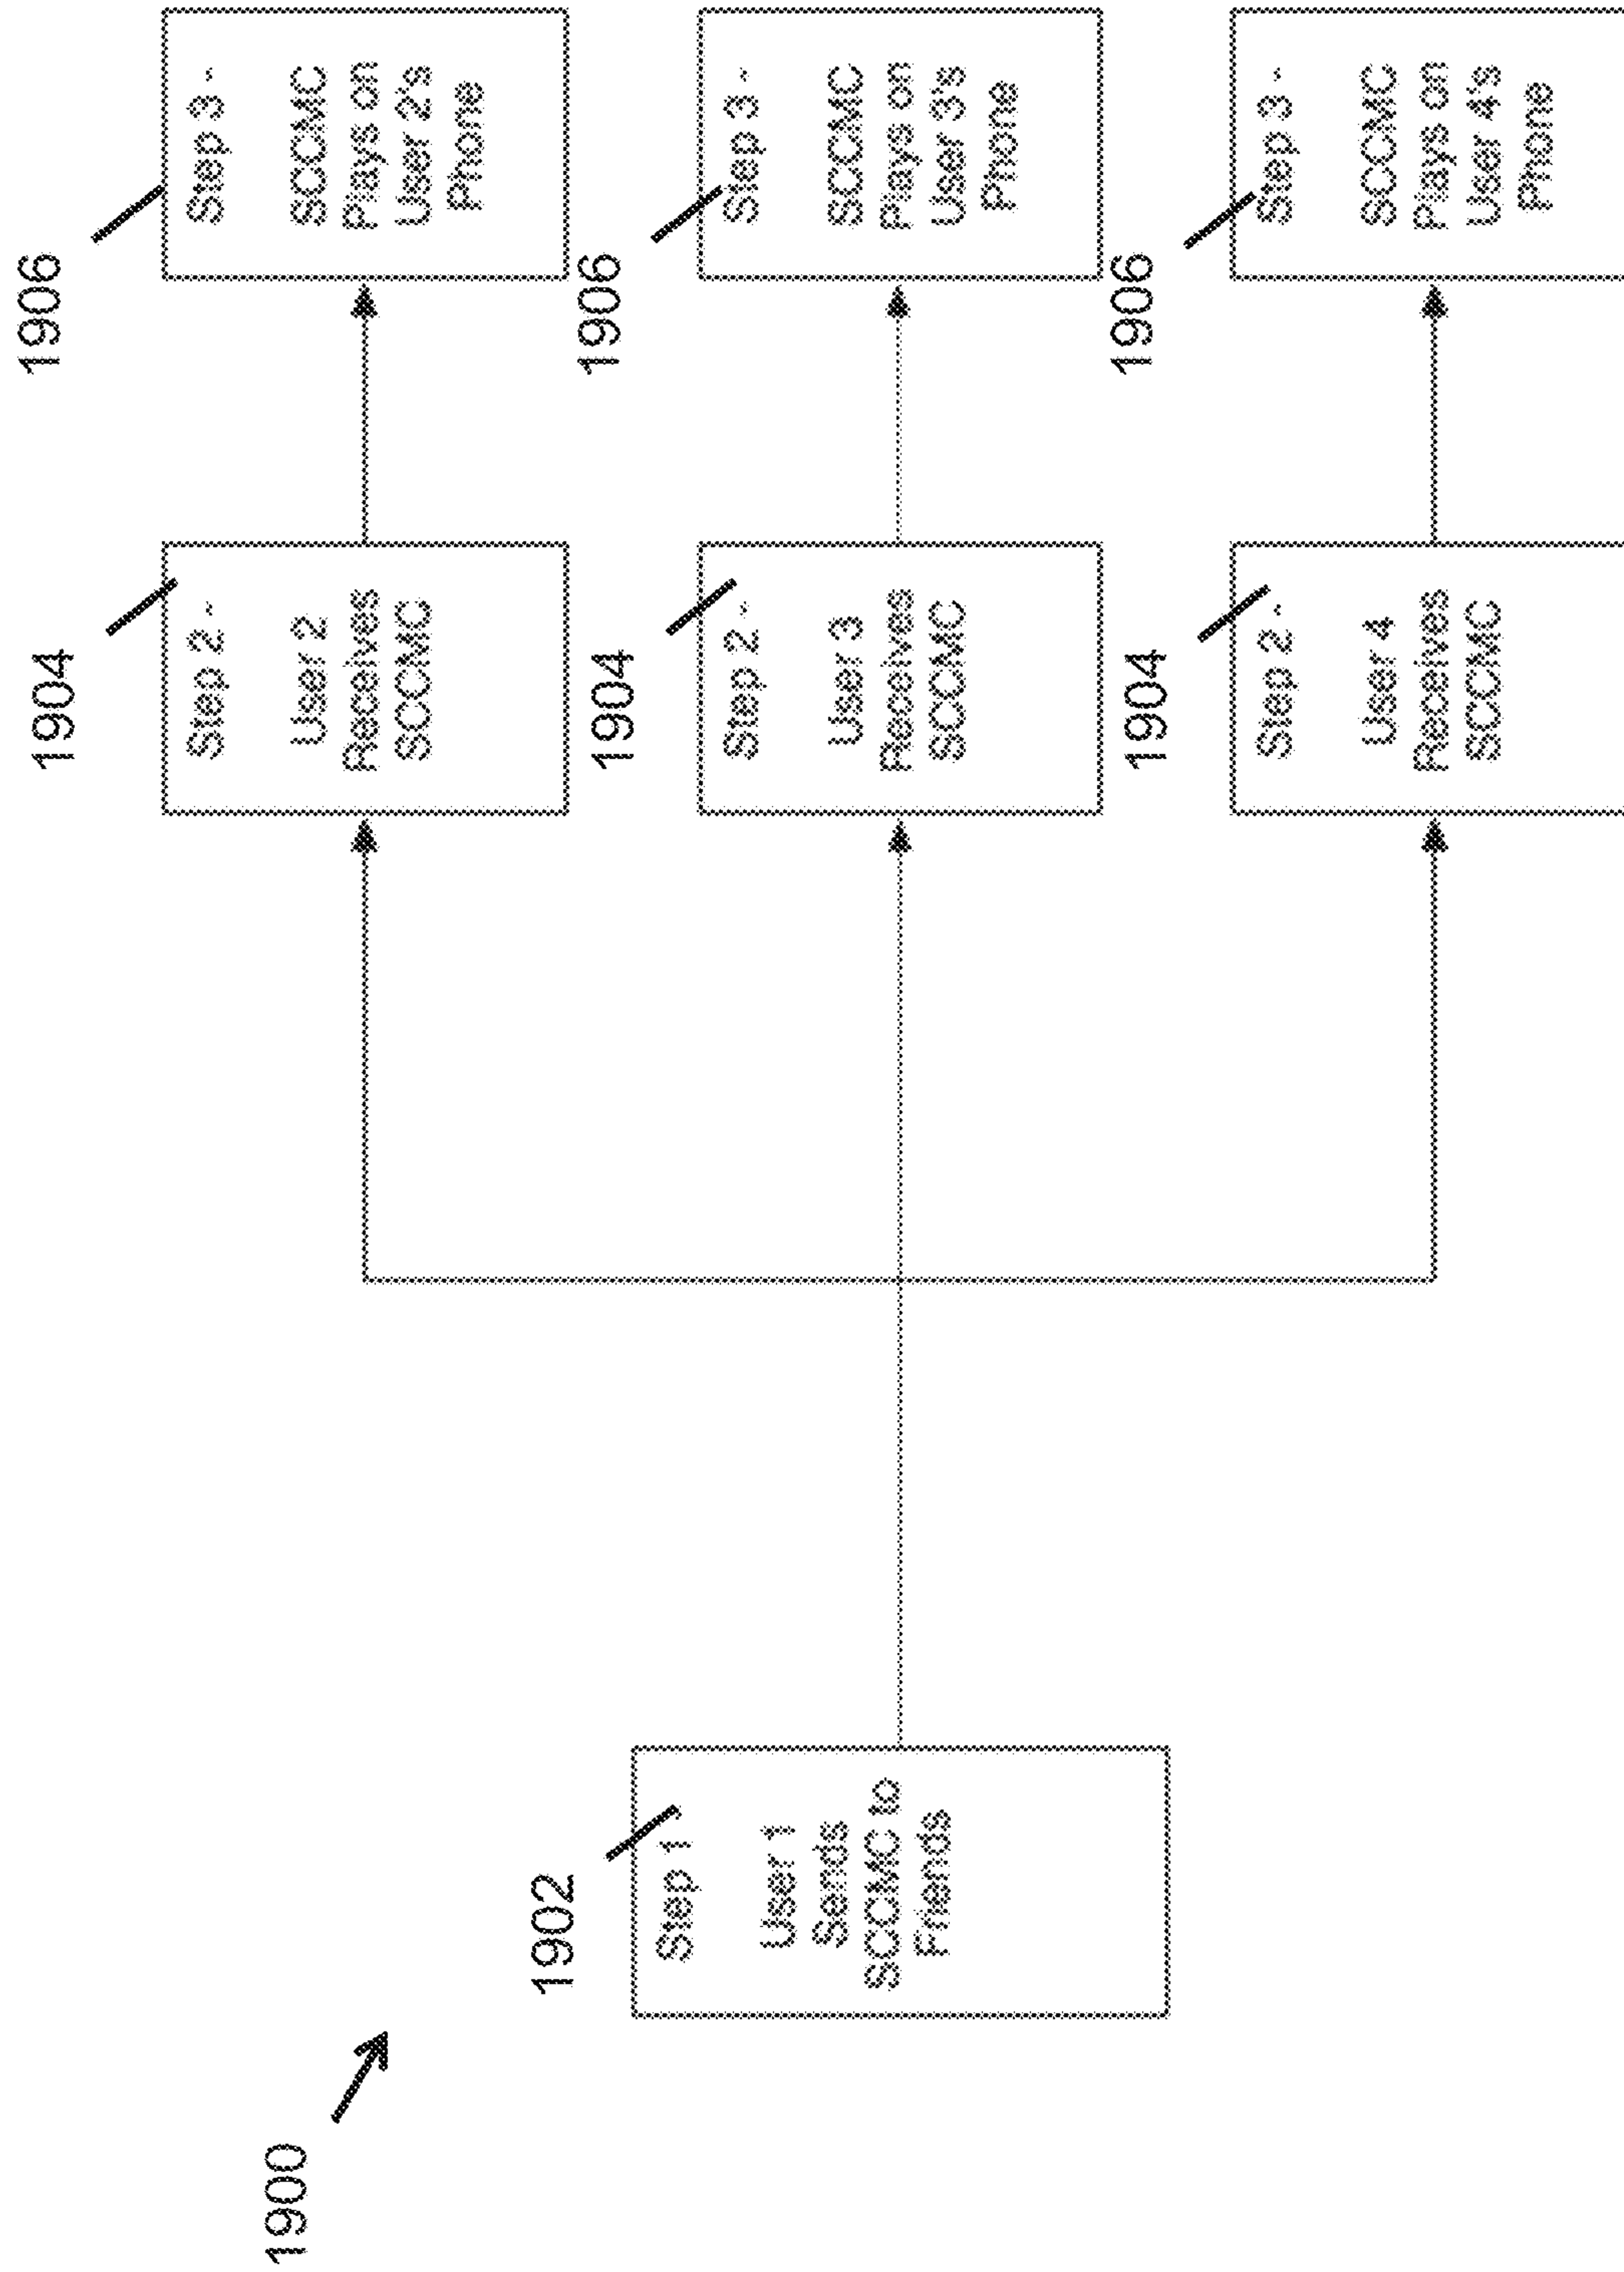 1900
1902
Step 1 -
User 1
Sends
SCCMC to
Friends
1904
Step 2 -
User 2
Receives
SCCMC
1906
Step 3 -
SCCMC
Plays on
User 2's
Phone
1904
Step 2 -
User 3
Receives
SCCMC
1906
Step 3 -
SCCMC
Plays on
User 3's
Phone
1904
Step 2 -
User 4
Receives
SCCMC
1906
Step 3 -
SCCMC
Plays on
User 4's
Phone